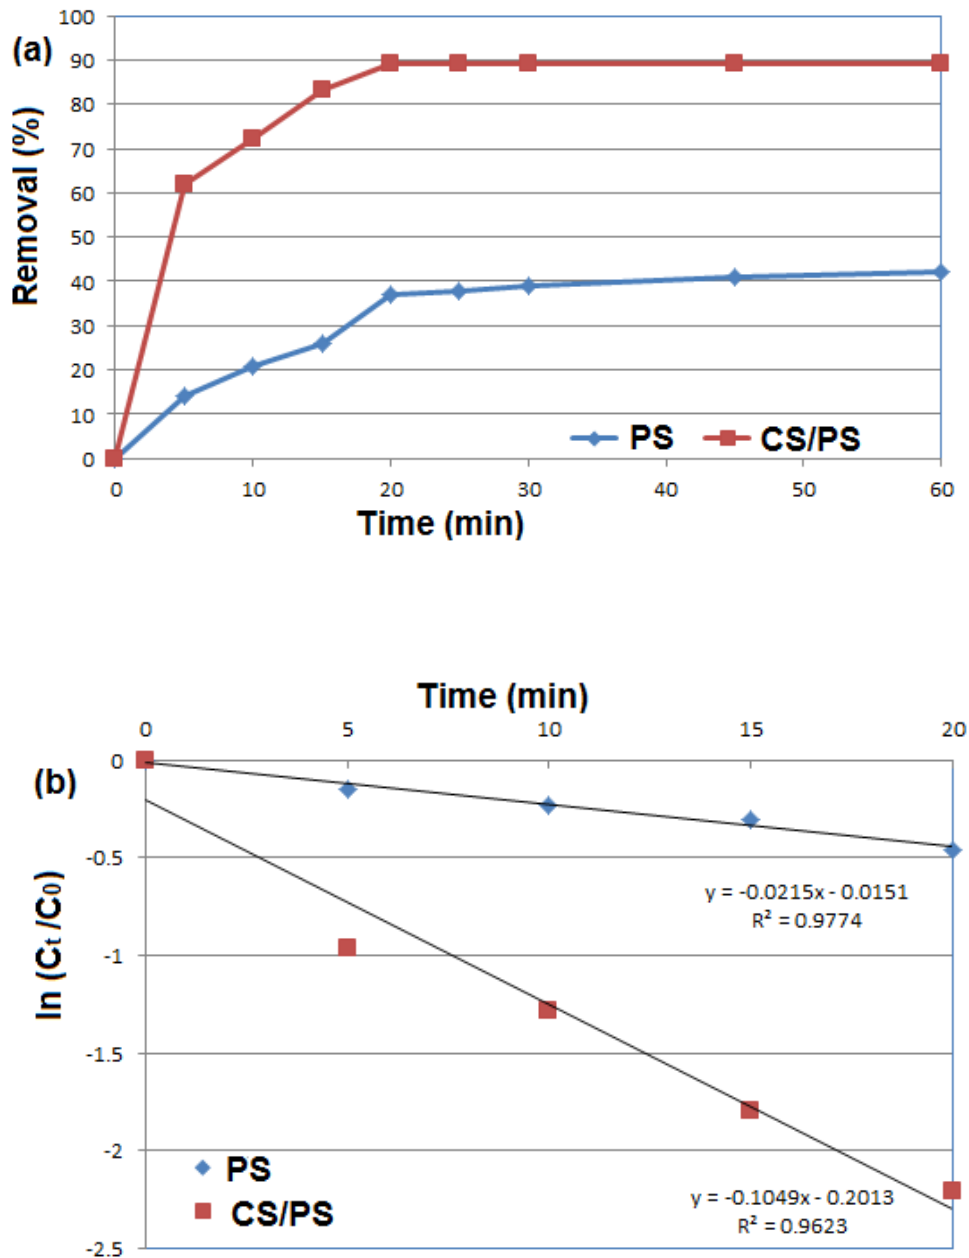 (a)
Removal (%)
100
90
80
70
60
50
40
30
20
10
0
0 10 20 30 40 50 60
PS CS/PS
Time (min)
Time (min)
0 5 10 15 20
(b)
ln (Ct /C0)
0
-0.5
-1
-1.5
-2
-2.5
y = -0.0215x - 0.0151
R² = 0.9774
PS
CS/PS
y = -0.1049x - 0.2013
R² = 0.9623